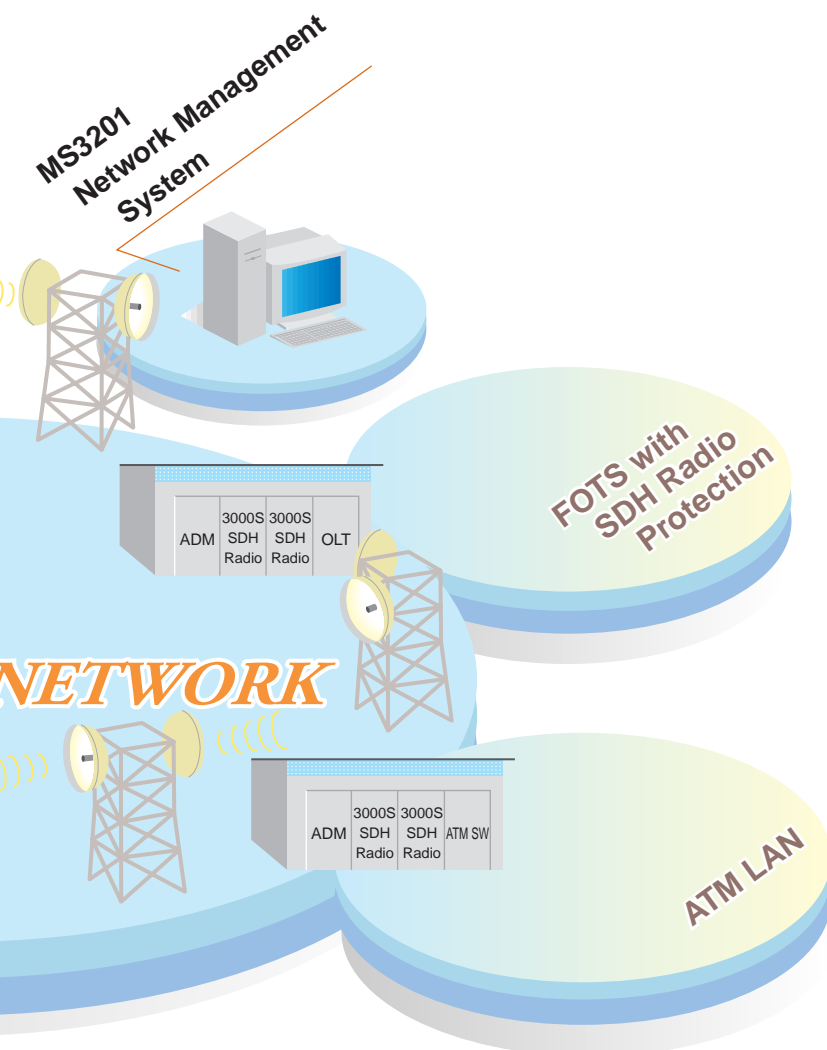 MS3201
Network Management
System
FOTS with
SDH Radio
Protection
ADM
3000S
SDH
Radio
3000S
SDH
Radio
OLT
NETWORK
ADM
3000S
SDH
Radio
3000S
SDH
Radio
ATM SW
ATM LAN